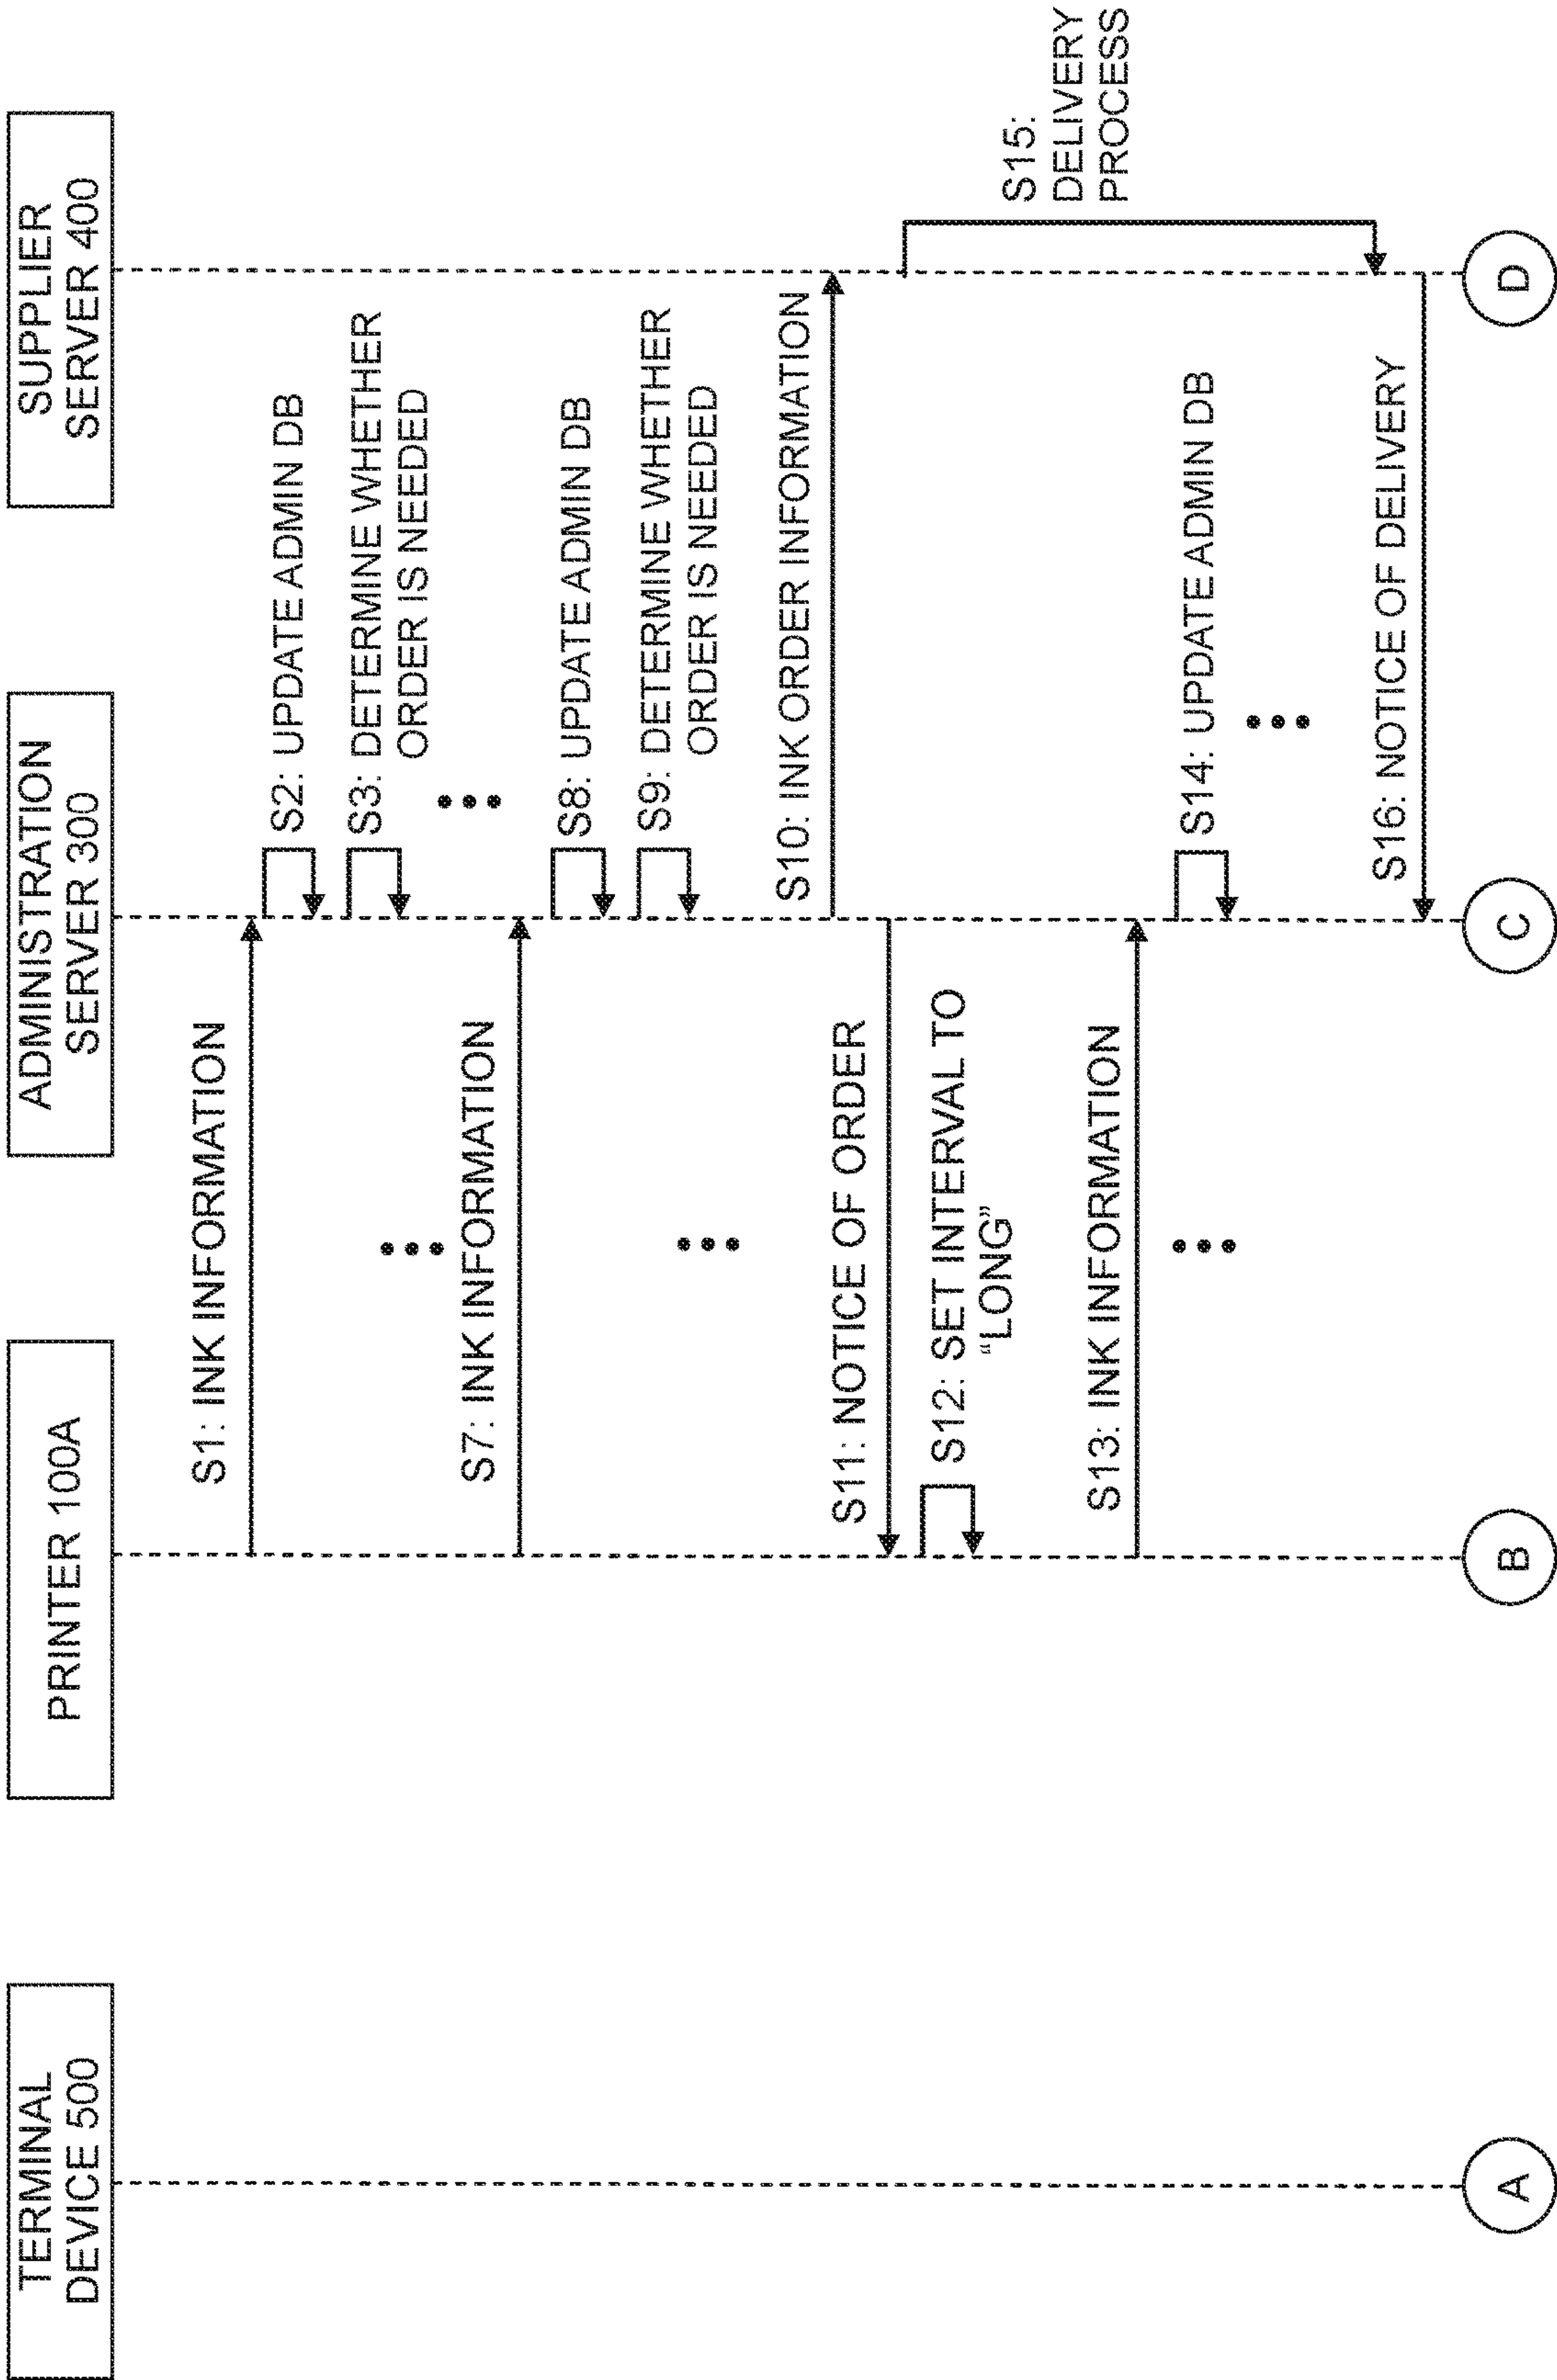 TERMINAL
DEVICE 500
PRINTER 100A
ADMINISTRATION
SERVER 300
SUPPLIER
SERVER 400
S1: INK INFORMATION
S2: UPDATE ADMIN DB
S3: DETERMINE WHETHER
ORDER IS NEEDED
S7: INK INFORMATION
S8: UPDATE ADMIN DB
S9: DETERMINE WHETHER
ORDER IS NEEDED
S10: INK ORDER INFORMATION
S11: NOTICE OF ORDER
S12: SET INTERVAL TO
“LONG”
S13: INK INFORMATION
S14: UPDATE ADMIN DB
S15:
DELIVERY
PROCESS
S16: NOTICE OF DELIVERY
A
B
C
D